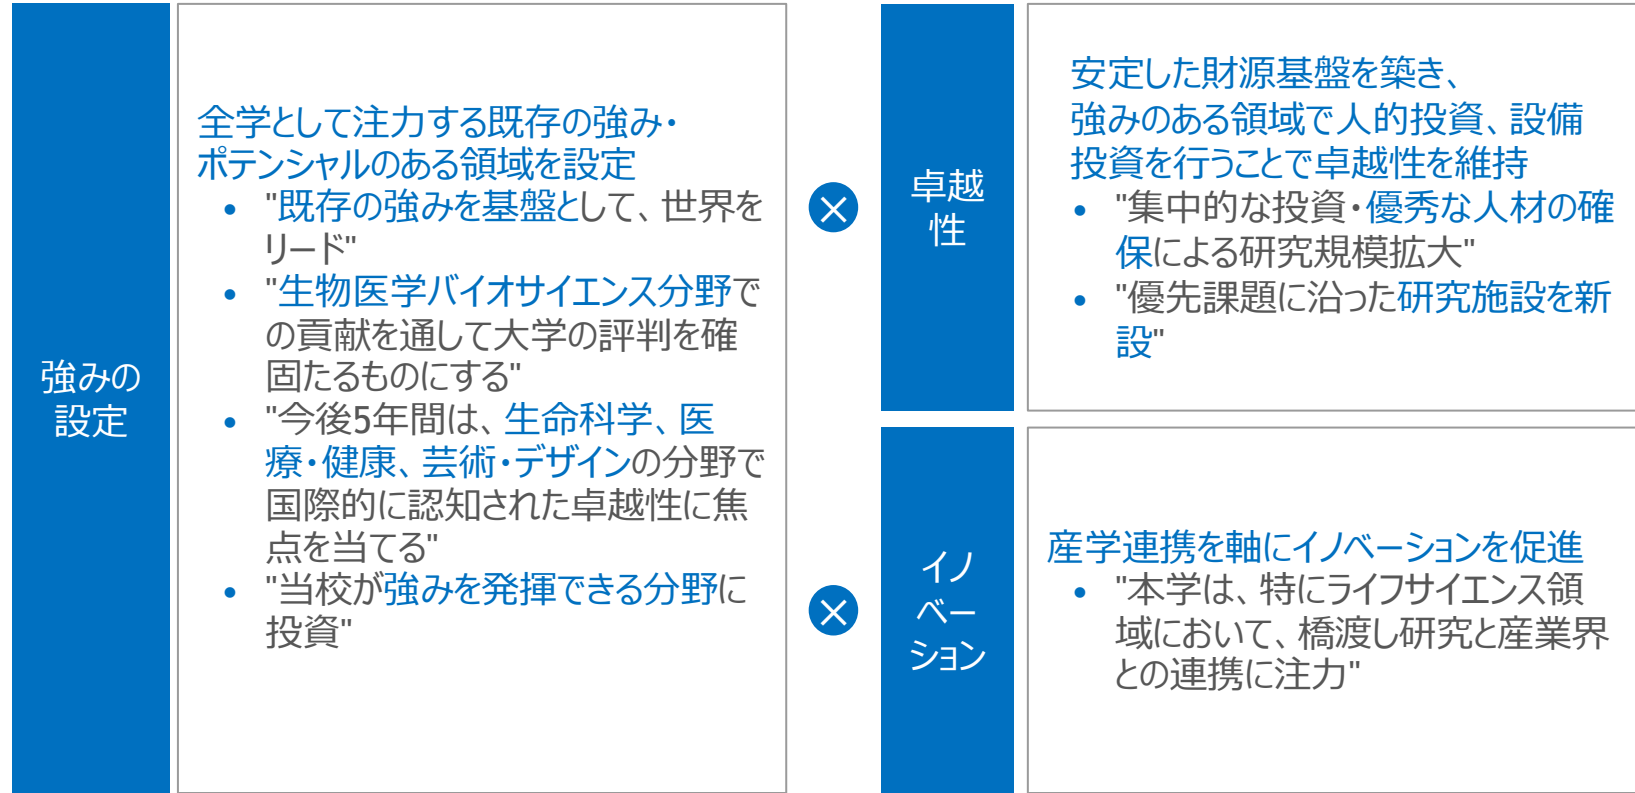 強みの
設定
全学として注力する既存の強み・
ポテンシャルのある領域を設定
• "既存の強みを基盤として、世界を
リード"
• "生物医学バイオサイエンス分野で
の貢献を通して大学の評判を確
固たるものにする"
• "今後5年間は、生命科学、医
療・健康、芸術・デザインの分野で
国際的に認知された卓越性に焦
点を当てる"
• "当校が強みを発揮できる分野に
投資"
×
卓越
性
安定した財源基盤を築き、
強みのある領域で人的投資、設備
投資を行うことで卓越性を維持
• "集中的な投資・優秀な人材の確
保による研究規模拡大"
• "優先課題に沿った研究施設を新
設"
×
イノ
ベー
ション
産学連携を軸にイノベーションを促進
• "本学は、特にライフサイエンス領
域において、橋渡し研究と産業界
との連携に注力"